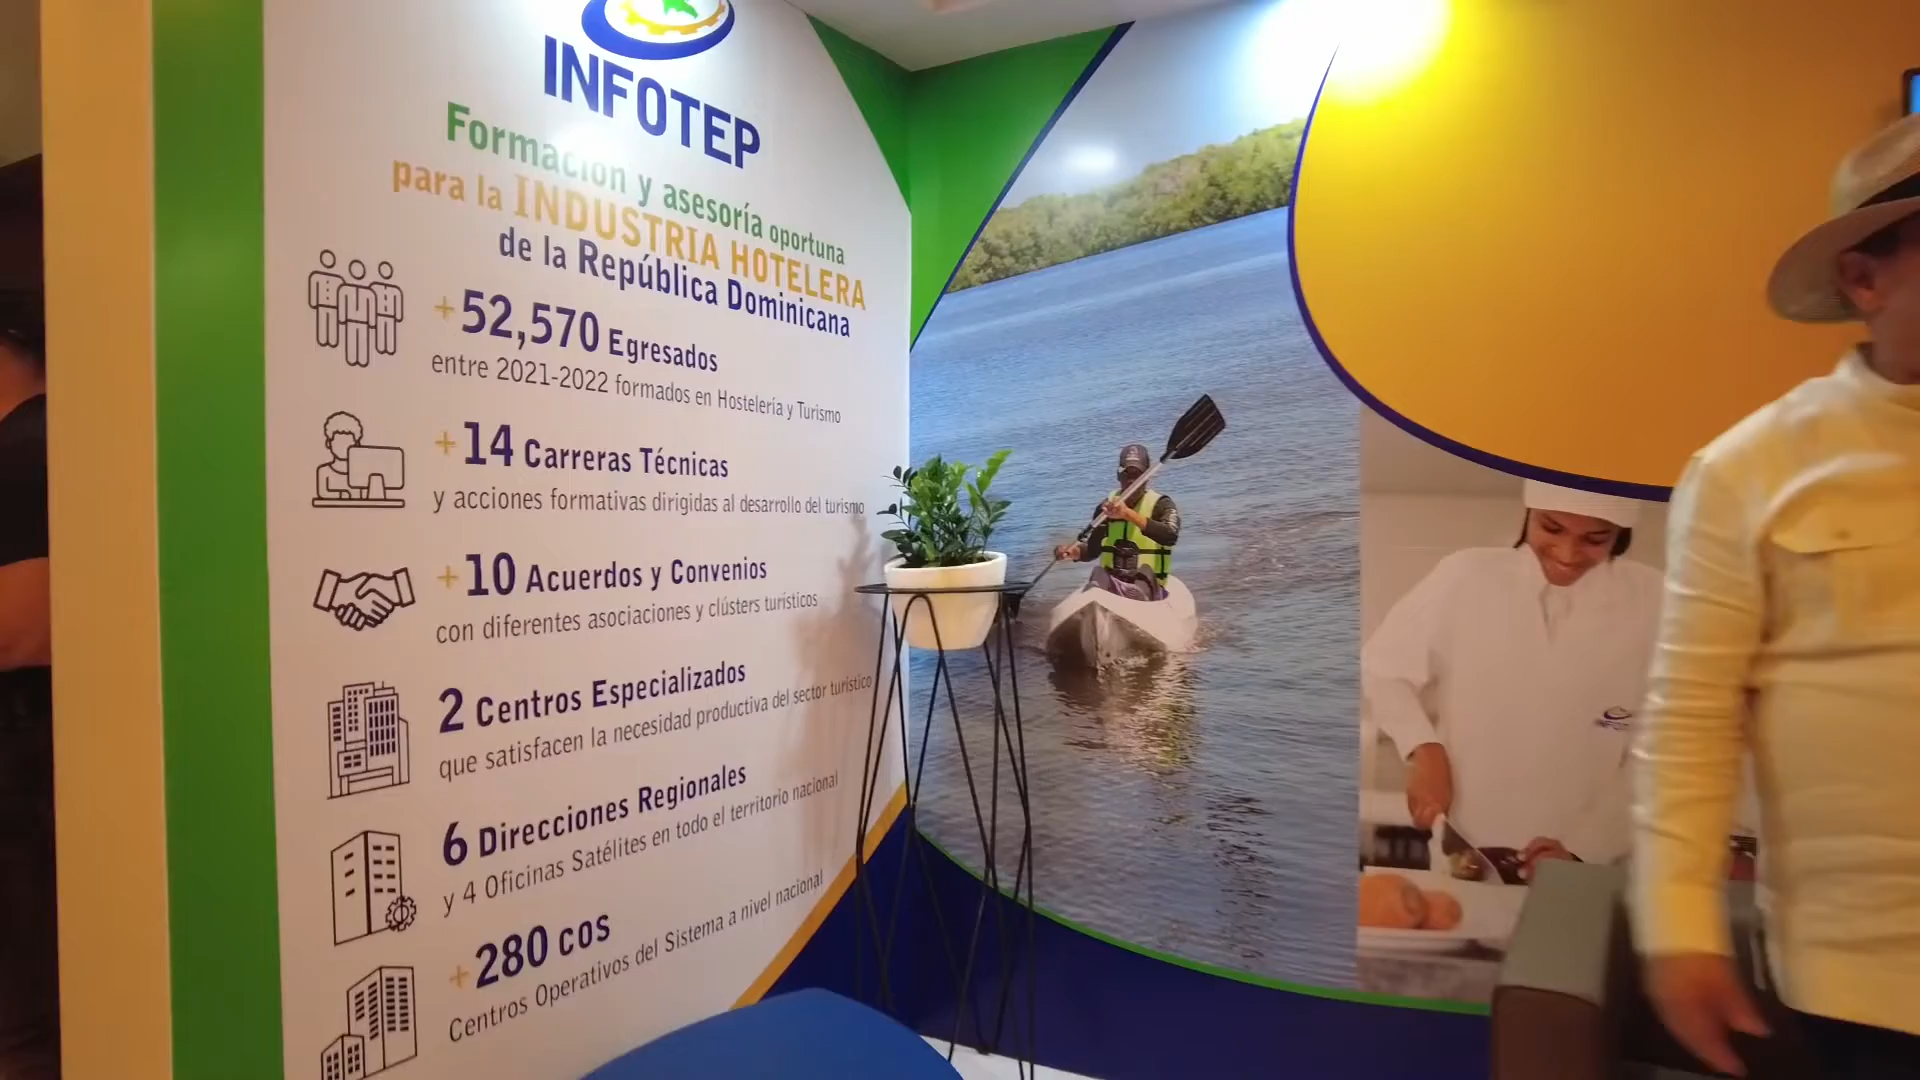 INFOTEP
Formación y asesoría oportuna
para la INDUSTRIA HOTELERA
de la República Dominicana
+52,570 Egresados
entre 2021-2022 formados en Hostelería y Turismo
+14 Carreras Técnicas
y acciones formativas dirigidas al desarrollo del turismo
+10 Acuerdos y Convenios
con diferentes asociaciones y clústers turísticos
2 Centros Especializados
que satisfacen la necesidad productiva del sector turístico
6 Direcciones Regionales
y 4 Oficinas Satélites en todo el territorio nacional
+280 COS
Centros Operativos del Sistema a nivel nacional